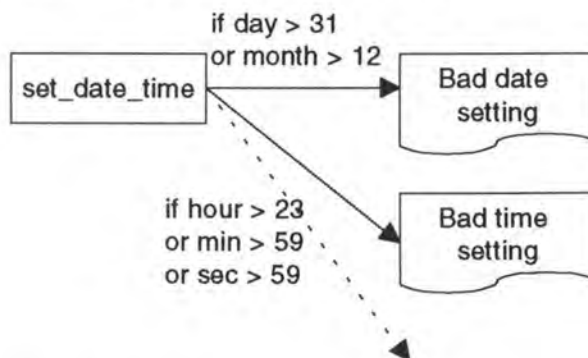 if day > 31
or month > 12
set_date_time
Bad date
setting
if hour > 23
or min > 59
or sec > 59
Bad time
setting